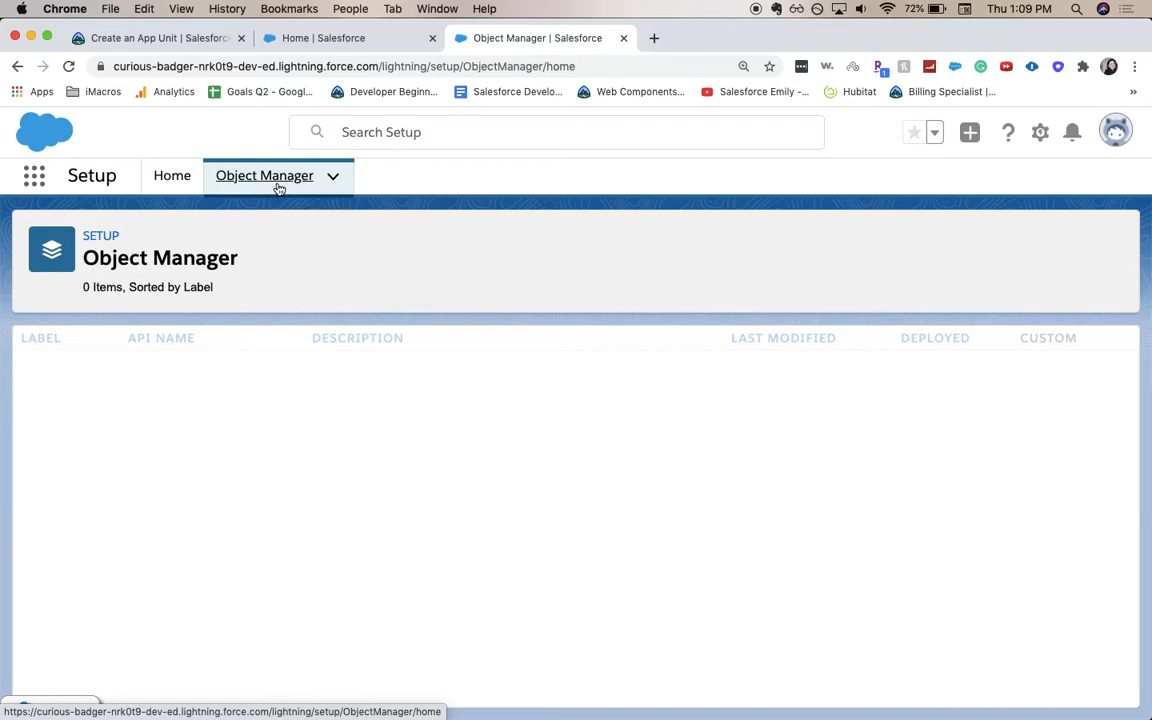 Chrome File Edit View History Bookmarks People Tab Window Help 72% Thu 1:09 PM
Create an App Unit | Salesforc Home | Salesforce Object Manager | Salesforce
curious-badger-nrk0t9-dev-ed.lightning.force.com/lightning/setup/ObjectManager/home
Apps iMacros Analytics Goals Q2 - Googl... Developer Beginn... Salesforce Develo... Web Components... Salesforce Emily -... Hubitat Billing Specialist |... »
Search Setup
Setup Home Object Manager
SETUP
Object Manager
0 Items, Sorted by Label
LABEL API NAME DESCRIPTION LAST MODIFIED DEPLOYED CUSTOM
https://curious-badger-nrk0t9-dev-ed.lightning.force.com/lightning/setup/ObjectManager/home